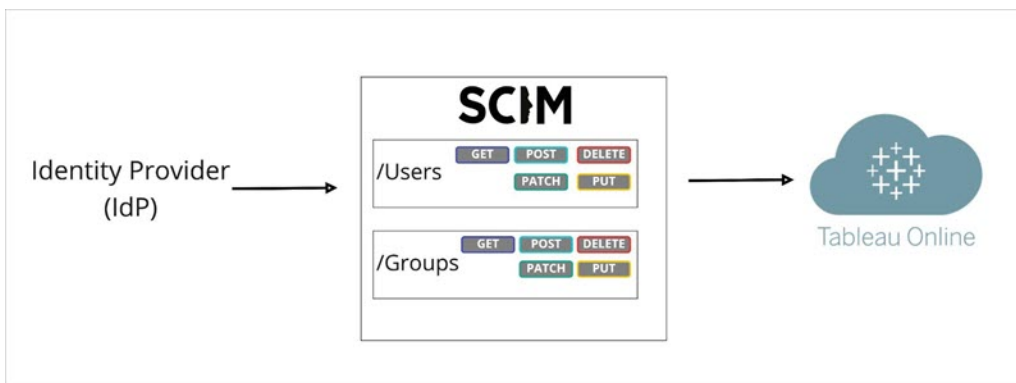 SCIM
Identity Provider
(IdP)
/Users
GET POST DELETE
PATCH PUT
/Groups
GET POST DELETE
PATCH PUT
Tableau Online